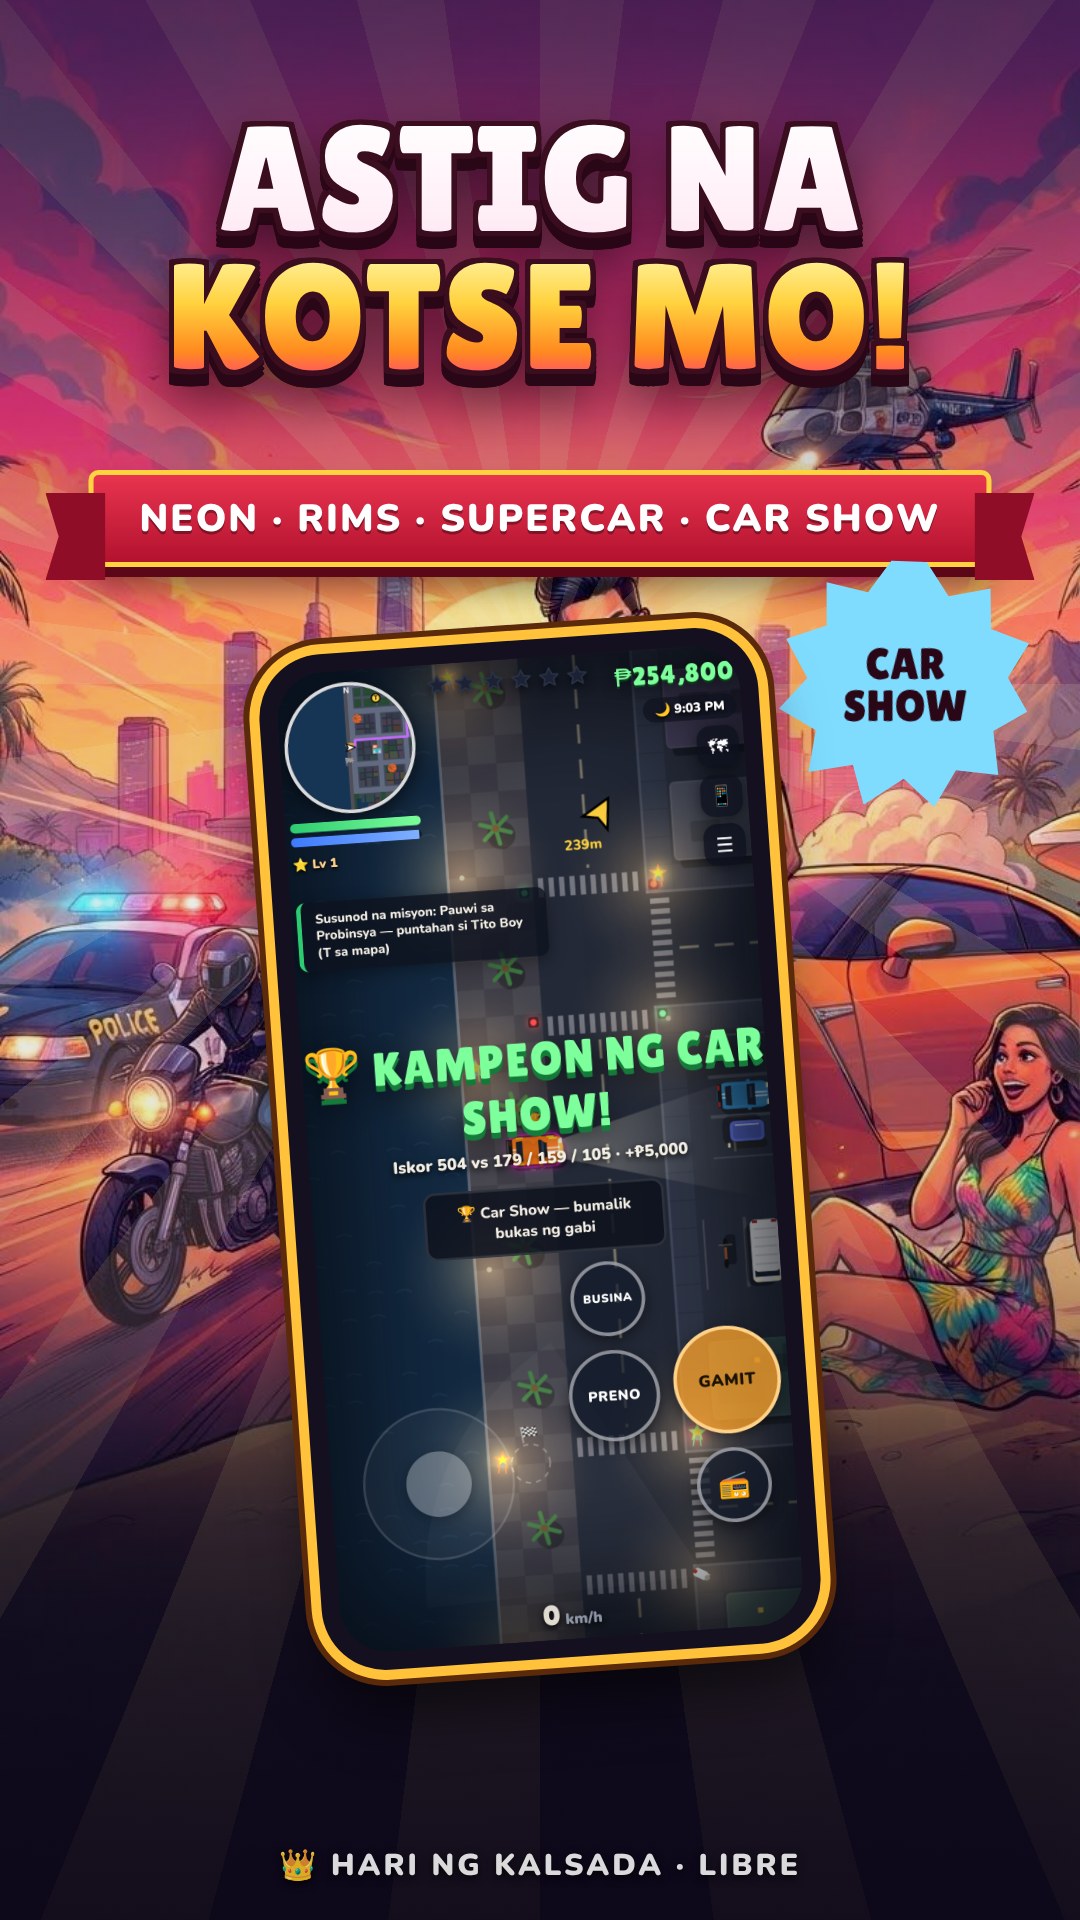 ASTIG NA
KOTSE MO!
NEON · RIMS · SUPERCAR · CAR SHOW
CAR
SHOW
N
₱254,800
🌙 9:03 PM
239m
⭐ Lv 1
Susunod na misyon: Pauwi sa
Probinsya — puntahan si Tito Boy
(T sa mapa)
POLICE
🏆 KAMPEON NG CAR
SHOW!
Iskor 504 vs 179 / 159 / 105 · +₱5,000
🏆 Car Show — bumalik
bukas ng gabi
BUSINA
PRENO
GAMIT
0 km/h
👑 HARI NG KALSADA · LIBRE